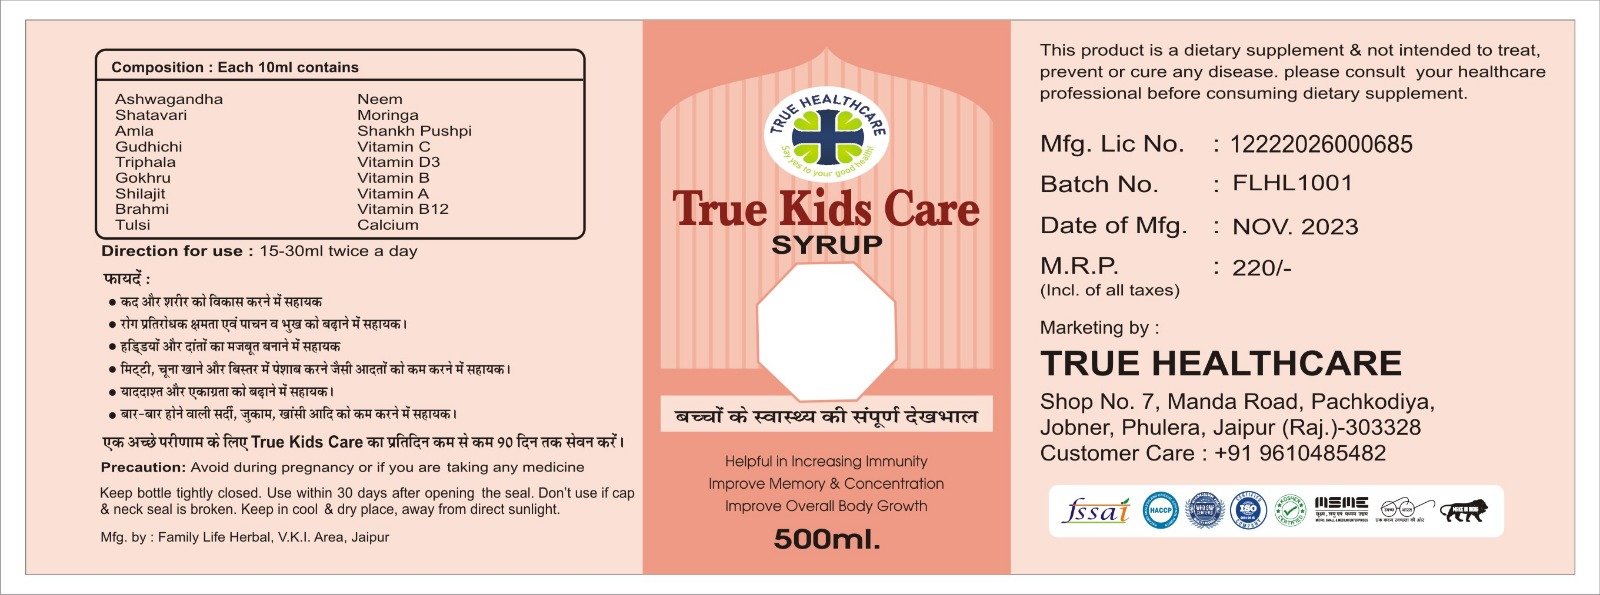 Composition : Each 10ml contains
Ashwagandha
Shatavari
Amla
Gudhichi
Triphala
Gokhru
Shilajit
Brahmi
Tulsi
Neem
Moringa
Shankh Pushpi
Vitamin C
Vitamin D3
Vitamin B
Vitamin A
Vitamin B12
Calcium
Direction for use : 15-30ml twice a day
फायदें :
• कद और शरीर को विकास करने में सहायक
• रोग प्रतिरोधक क्षमता एवं पाचन व भुख को बढ़ाने में सहायक।
• हड्डियों और दांतों का मजबूत बनाने में सहायक
• मिट्टी, चूना खाने और बिस्तर में पेशाब करने जैसी आदतों को कम करने में सहायक।
• याददाश्त और एकाग्रता को बढ़ाने में सहायक।
• बार-बार होने वाली सर्दी, जुकाम, खांसी आदि को कम करने में सहायक।
एक अच्छे परीणाम के लिए True Kids Care का प्रतिदिन कम से कम 90 दिन तक सेवन करें।
Precaution: Avoid during pregnancy or if you are taking any medicine
Keep bottle tightly closed. Use within 30 days after opening the seal. Don't use if cap
& neck seal is broken. Keep in cool & dry place, away from direct sunlight.
Mfg. by : Family Life Herbal, V.K.I. Area, Jaipur
TRUE HEALTHCARE
Say yes to your good health!
True Kids Care
SYRUP
बच्चों के स्वास्थ्य की संपूर्ण देखभाल
Helpful in Increasing Immunity
Improve Memory & Concentration
Improve Overall Body Growth
500ml.
This product is a dietary supplement & not intended to treat,
prevent or cure any disease. please consult your healthcare
professional before consuming dietary supplement.
Mfg. Lic No. : 12222026000685
Batch No. : FLHL1001
Date of Mfg. : NOV. 2023
M.R.P. : 220/-
(Incl. of all taxes)
Marketing by :
TRUE HEALTHCARE
Shop No. 7, Manda Road, Pachkodiya,
Jobner, Phulera, Jaipur (Raj.)-303328
Customer Care : +91 9610485482
fssai
HACCP
ISO
MSME
MAKE IN INDIA